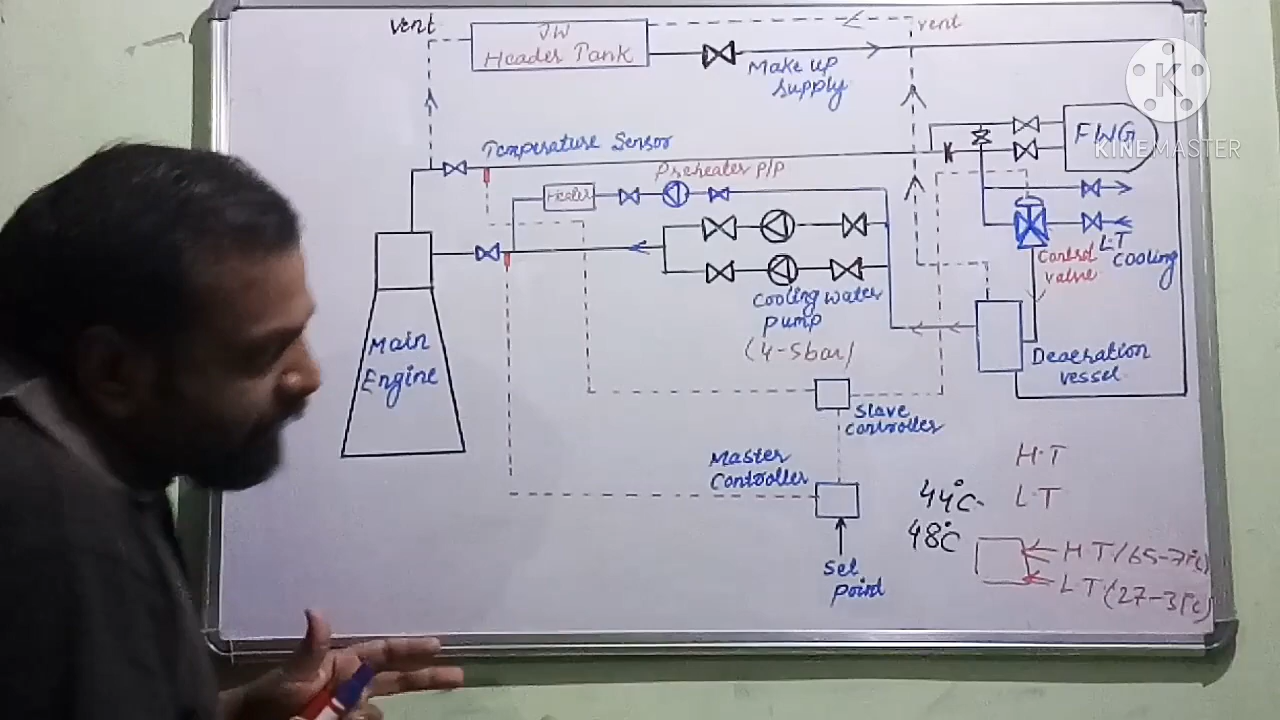 vent
JW
Header Tank
vent
Make up
supply
K
KINEMASTER
FWG
Temperature Sensor
Preheater P/P
Heater
Control
valve
LT
cooling
Cooling water
pump
(4-5bar)
Main
Engine
Deaeration
vessel
Slave
controller
Master
Controller
Set
point
H.T
44°C-
L.T
48°C
H.T/65-71°C)
L.T(27-31°C)